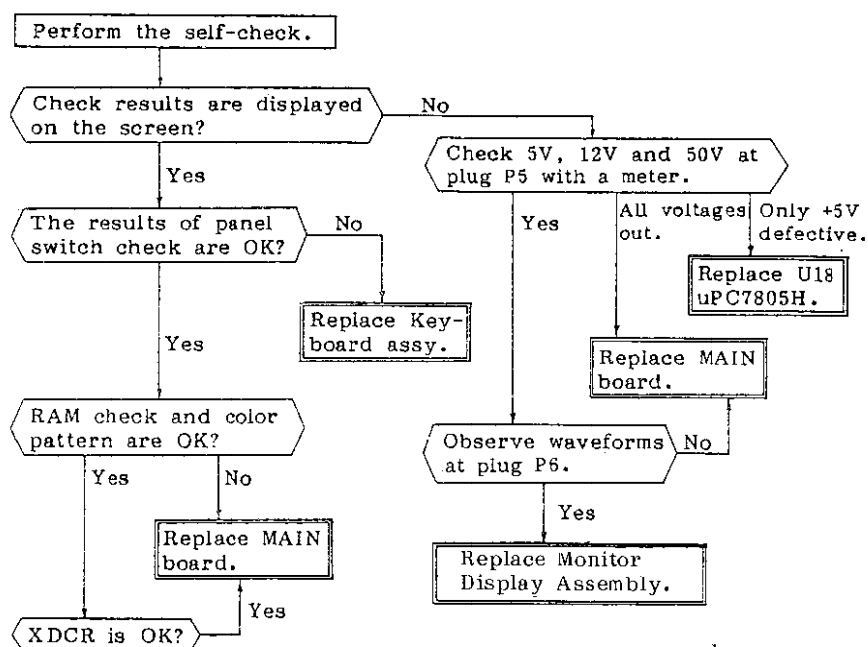 Perform the self-check.
Check results are displayed
on the screen?
No
Yes
Check 5V, 12V and 50V at
plug P5 with a meter.
The results of panel
switch check are OK?
No
Yes
All voltages
out.
Only +5V
defective.
Replace U18
uPC7805H.
Replace Key-
board assy.
Yes
Replace MAIN
board.
RAM check and color
pattern are OK?
Observe waveforms
at plug P6.
No
Yes
No
Yes
Replace MAIN
board.
Replace Monitor
Display Assembly.
Yes
XDCR is OK?